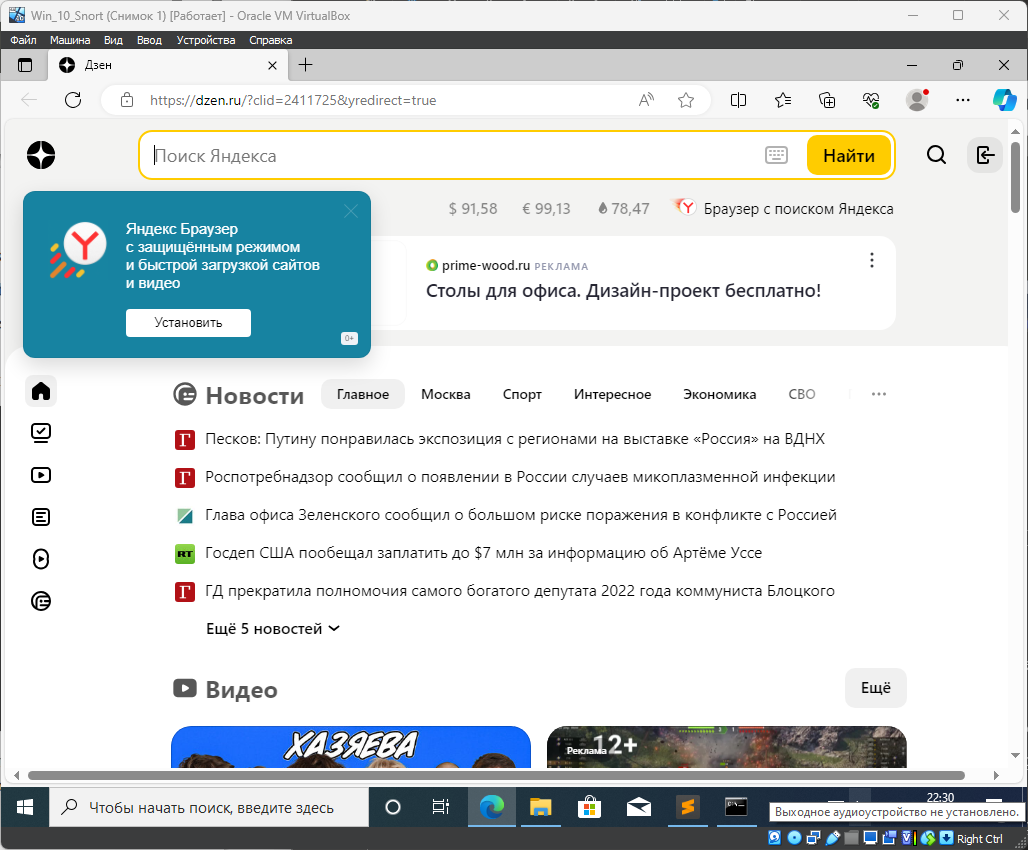 Win_10_Snort (Снимок 1) [Работает] - Oracle VM VirtualBox
Файл Машина Вид Ввод Устройства Справка
Дзен
https://dzen.ru/?clid=2411725&yredirect=true
Поиск Яндекса
Найти
$ 91,58 € 99,13 78,47 Браузер с поиском Яндекса
Яндекс Браузер
с защищённым режимом
и быстрой загрузкой сайтов
и видео
Установить
0+
prime-wood.ru РЕКЛАМА
Столы для офиса. Дизайн-проект бесплатно!
Новости Главное Москва Спорт Интересное Экономика СВО
Песков: Путину понравилась экспозиция с регионами на выставке «Россия» на ВДНХ
Роспотребнадзор сообщил о появлении в России случаев микоплазменной инфекции
Глава офиса Зеленского сообщил о большом риске поражения в конфликте с Россией
RT Госдеп США пообещал заплатить до $7 млн за информацию об Артёме Уссе
ГД прекратила полномочия самого богатого депутата 2022 года коммуниста Блоцкого
Ещё 5 новостей
Видео
Ещё
ХАЗЯЕВА
Реклама 12+
Чтобы начать поиск, введите здесь
22:30
Выходное аудиоустройство не установлено.
Right Ctrl